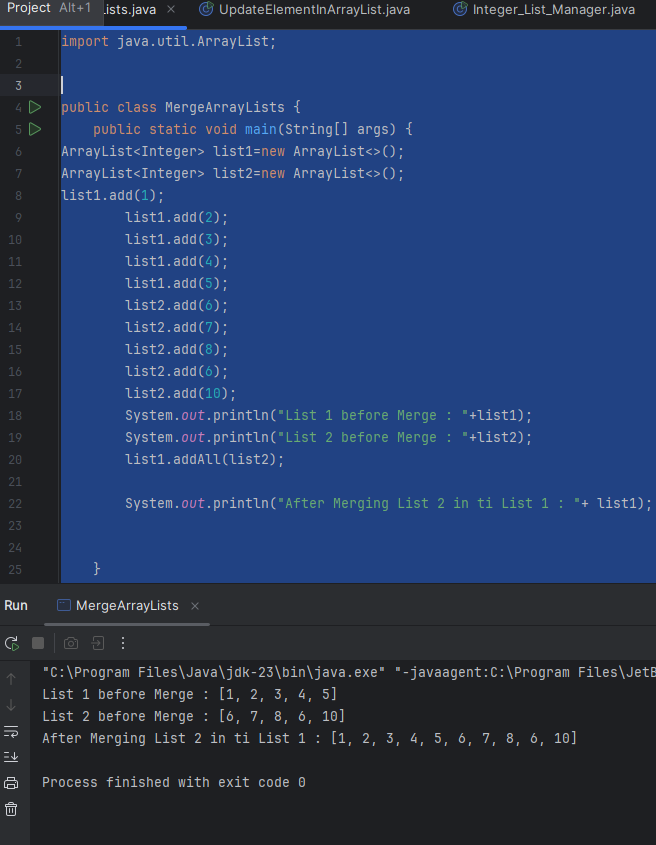 Project Alt+1 .ists.java × UpdateElementInArrayList.java Integer_List_Manager.java
1 import java.util.ArrayList;
2
3
4 public class MergeArrayLists {
5 public static void main(String[] args) {
6 ArrayList<Integer> list1=new ArrayList<>();
7 ArrayList<Integer> list2=new ArrayList<>();
8 list1.add(1);
9 list1.add(2);
10 list1.add(3);
11 list1.add(4);
12 list1.add(5);
13 list2.add(6);
14 list2.add(7);
15 list2.add(8);
16 list2.add(6);
17 list2.add(10);
18 System.out.println("List 1 before Merge : "+list1);
19 System.out.println("List 2 before Merge : "+list2);
20 list1.addAll(list2);
21
22 System.out.println("After Merging List 2 in ti List 1 : "+ list1);
23
24
25 }
Run MergeArrayLists ×
"C:\Program Files\Java\jdk-23\bin\java.exe" "-javaagent:C:\Program Files\JetB
List 1 before Merge : [1, 2, 3, 4, 5]
List 2 before Merge : [6, 7, 8, 6, 10]
After Merging List 2 in ti List 1 : [1, 2, 3, 4, 5, 6, 7, 8, 6, 10]
Process finished with exit code 0